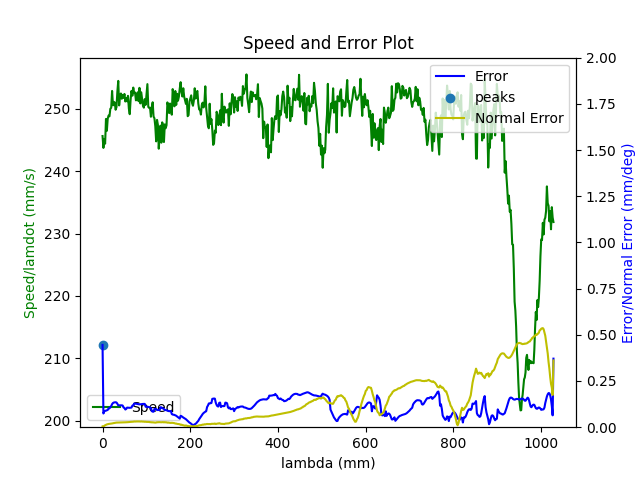 Speed and Error Plot
Error
peaks
Normal Error
Speed
Speed/lamdot (mm/s)
200
210
220
230
240
250
Error/Normal Error (mm/deg)
0.00
0.25
0.50
0.75
1.00
1.25
1.50
1.75
2.00
0
200
400
600
800
1000
lambda (mm)